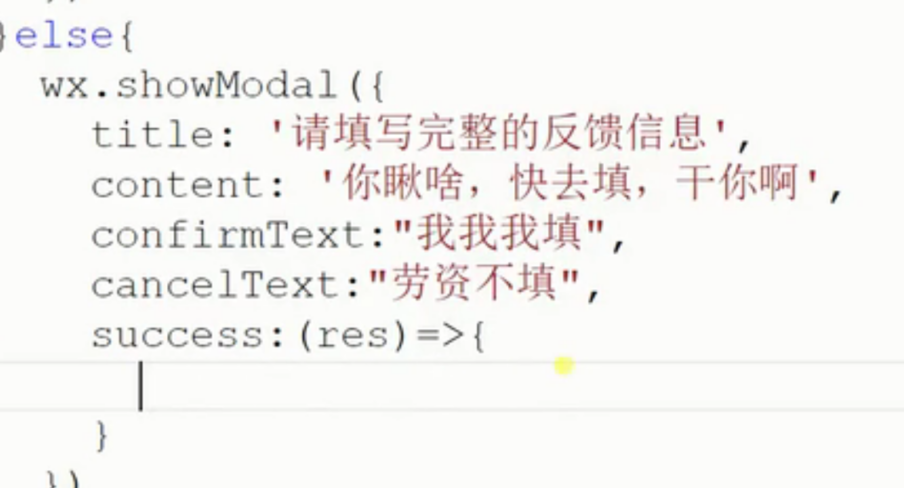 }else{
wx.showModal({
title: '请填写完整的反馈信息',
content: '你瞅啥，快去填，干你啊',
confirmText:"我我我填",
cancelText:"劳资不填",
success:(res)=>{
}
})